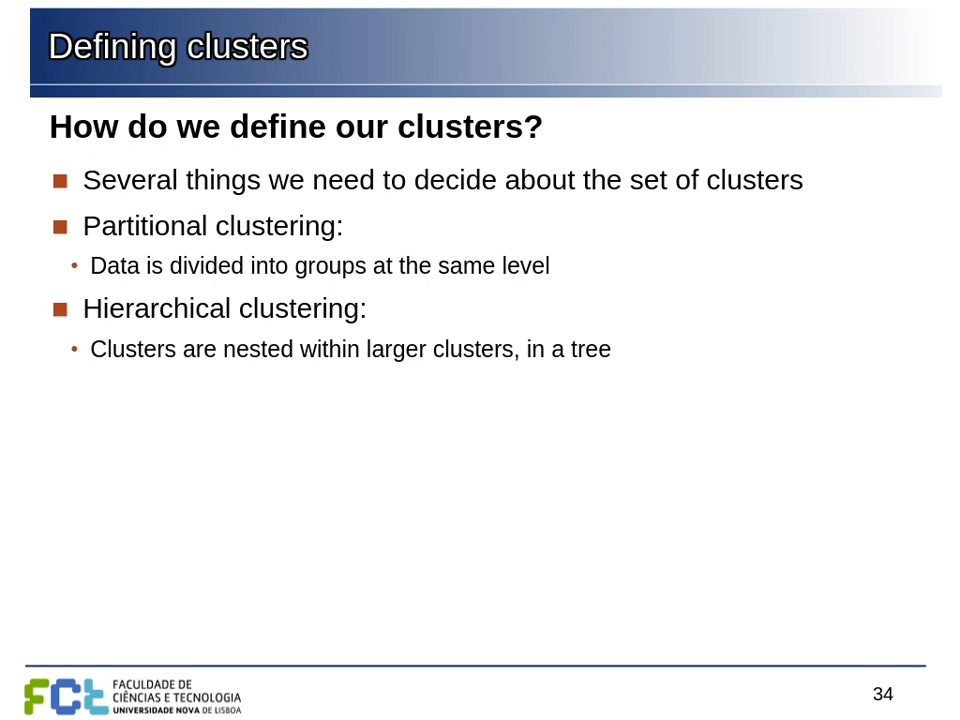 Defining clusters
How do we define our clusters?
Several things we need to decide about the set of clusters
Partitional clustering:
Data is divided into groups at the same level
Hierarchical clustering:
Clusters are nested within larger clusters, in a tree
FCt FACULDADE DE
CIÊNCIAS E TECNOLOGIA
UNIVERSIDADE NOVA DE LISBOA
34